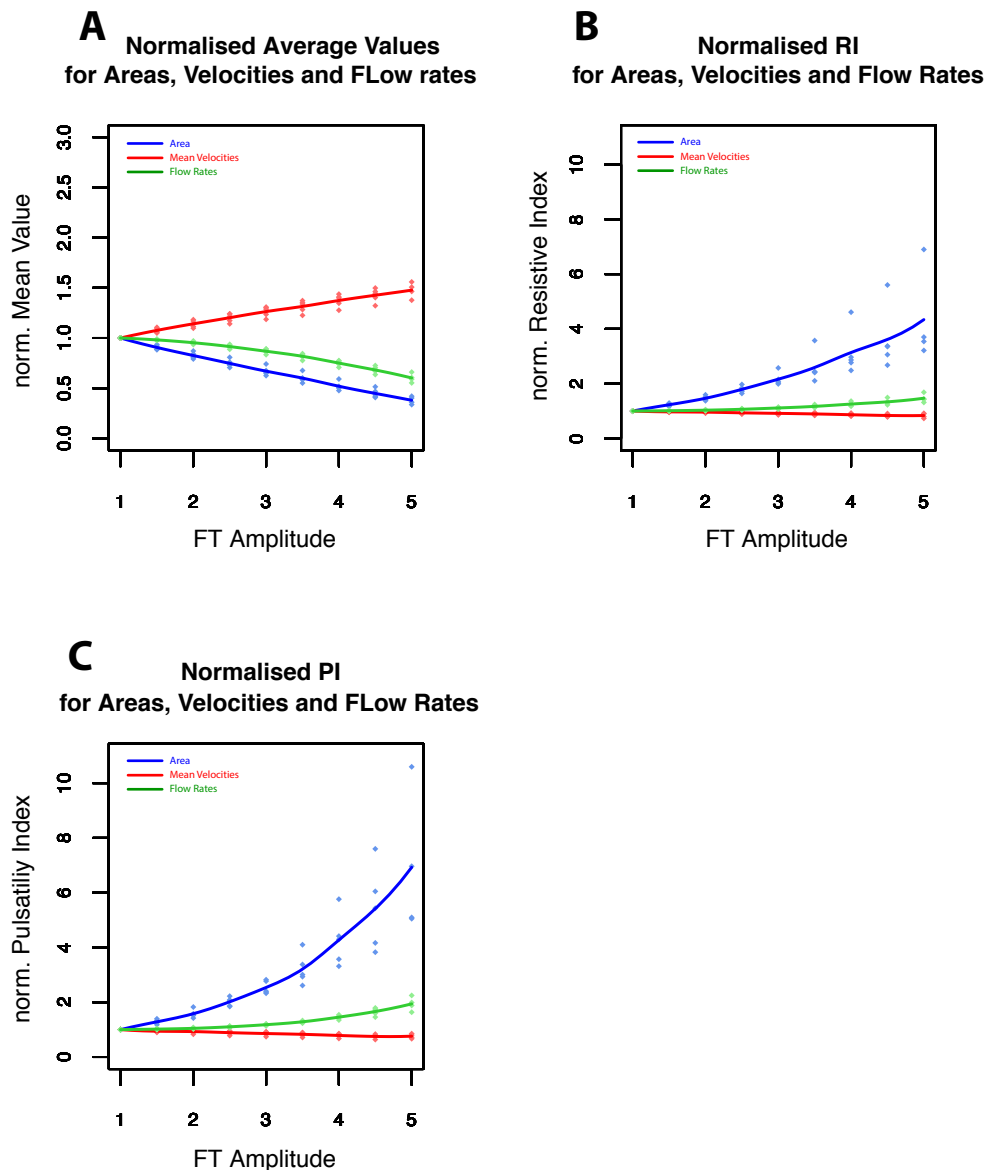 A
Normalised Average Values
for Areas, Velocities and FLow rates
norm. Mean Value
3.0
2.5
2.0
1.5
1.0
0.5
0.0
Area
Mean Velocities
Flow Rates
1 2 3 4 5
FT Amplitude
B
Normalised RI
for Areas, Velocities and Flow Rates
norm. Resistive Index
10
8
6
4
2
0
Area
Mean Velocities
Flow Rates
1 2 3 4 5
FT Amplitude
C
Normalised PI
for Areas, Velocities and FLow Rates
norm. Pulsatiliy Index
10
8
6
4
2
0
Area
Mean Velocities
Flow Rates
1 2 3 4 5
FT Amplitude